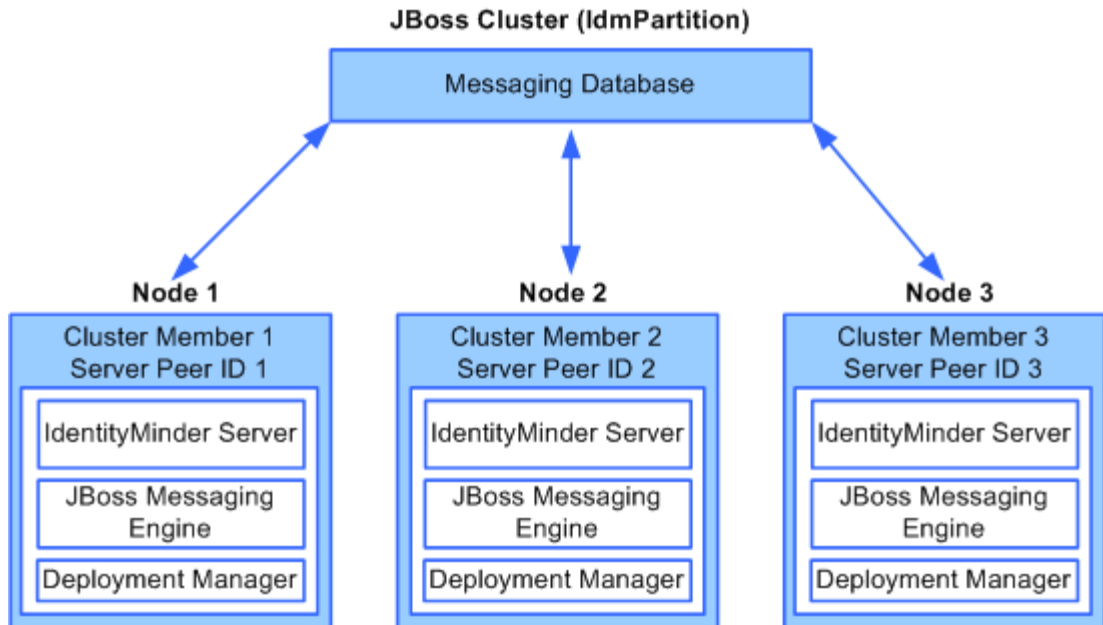 JBoss Cluster (IdmPartition)
Messaging Database
Node 1
Cluster Member 1
Server Peer ID 1
IdentityMinder Server
JBoss Messaging
Engine
Deployment Manager
Node 2
Cluster Member 2
Server Peer ID 2
IdentityMinder Server
JBoss Messaging
Engine
Deployment Manager
Node 3
Cluster Member 3
Server Peer ID 3
IdentityMinder Server
JBoss Messaging
Engine
Deployment Manager